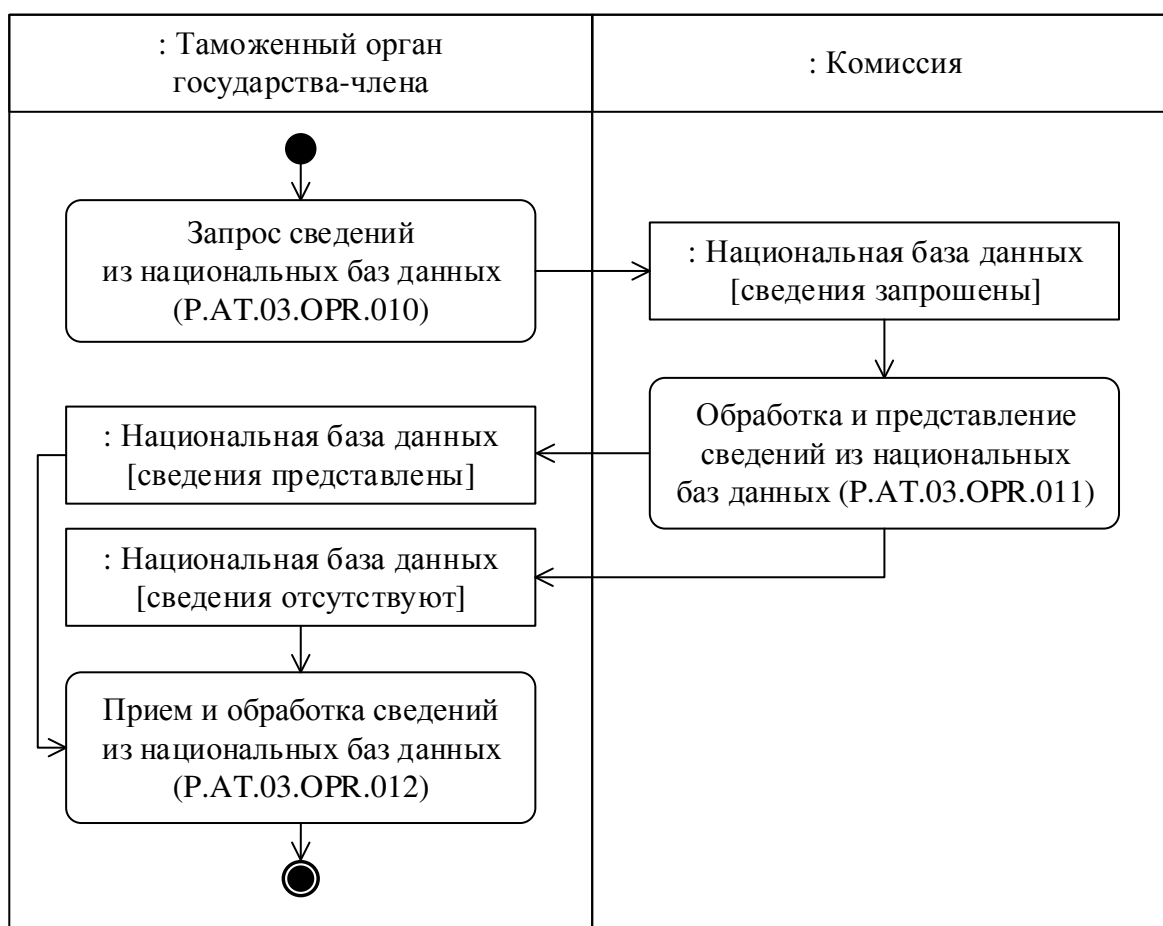 : Таможенный орган
государства-члена
: Комиссия
Запрос сведений
из национальных баз данных
(P.AT.03.OPR.010)
: Национальная база данных
[сведения запрошены]
Обработка и представление
сведений из национальных
баз данных (P.AT.03.OPR.011)
: Национальная база данных
[сведения представлены]
: Национальная база данных
[сведения отсутствуют]
Прием и обработка сведений
из национальных баз данных
(P.AT.03.OPR.012)